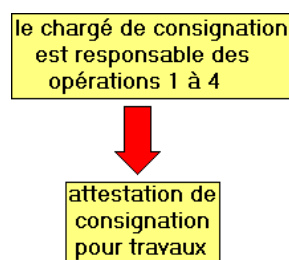 le chargé de consignation
est responsable des
opérations 1 à 4
attestation de
consignation
pour travaux